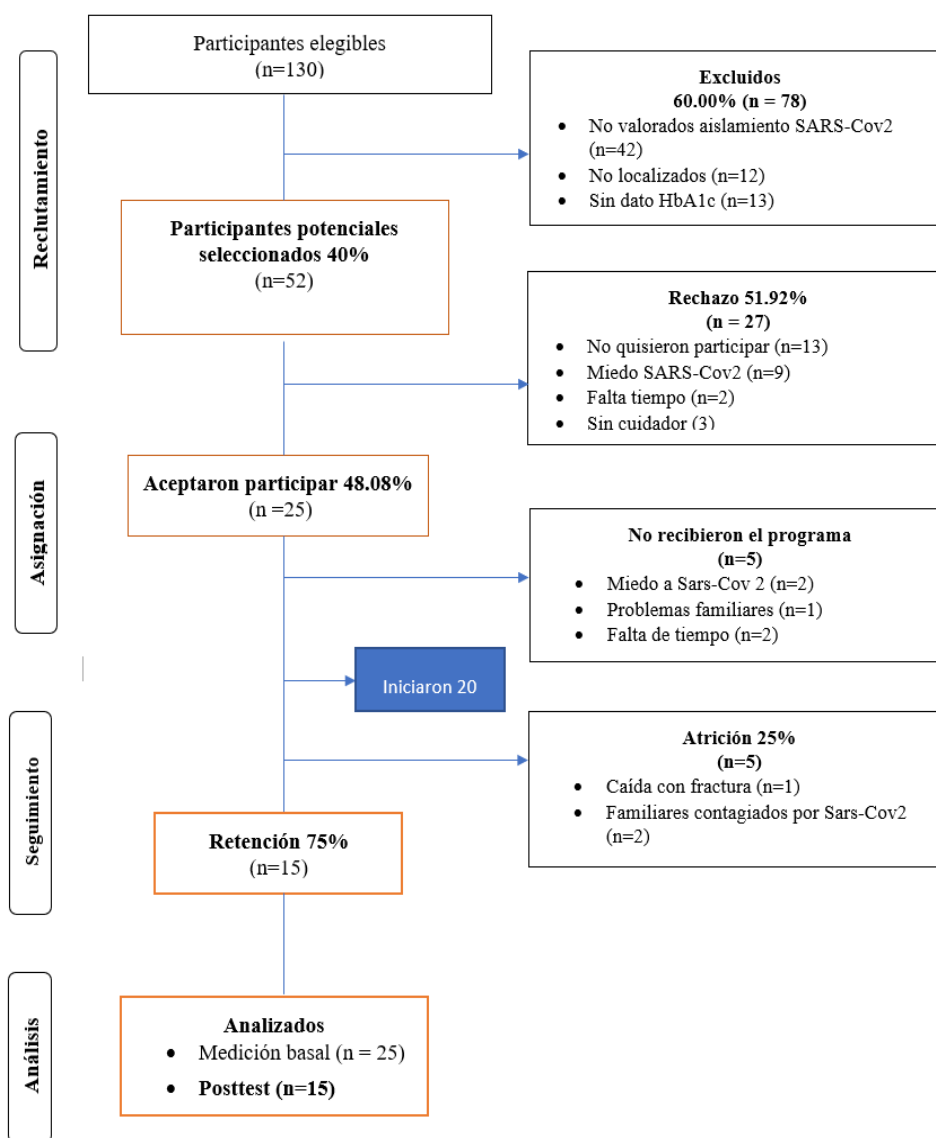 Participantes elegibles
(n=130)
Reclutamiento
Excluidos
60.00% (n = 78)
• No valorados aislamiento SARS-Cov2
(n=42)
• No localizados (n=12)
• Sin dato HbA1c (n=13)
Participantes potenciales
seleccionados 40%
(n=52)
Rechazo 51.92%
(n = 27)
• No quisieron participar (n=13)
• Miedo SARS-Cov2 (n=9)
• Falta tiempo (n=2)
• Sin cuidador (3)
Asignación
Aceptaron participar 48.08%
(n =25)
No recibieron el programa
(n=5)
• Miedo a Sars-Cov 2 (n=2)
• Problemas familiares (n=1)
• Falta de tiempo (n=2)
Iniciaron 20
Seguimiento
Atrición 25%
(n=5)
• Caída con fractura (n=1)
• Familiares contagiados por Sars-Cov2
(n=2)
Retención 75%
(n=15)
Análisis
Analizados
• Medición basal (n = 25)
• Posttest (n=15)